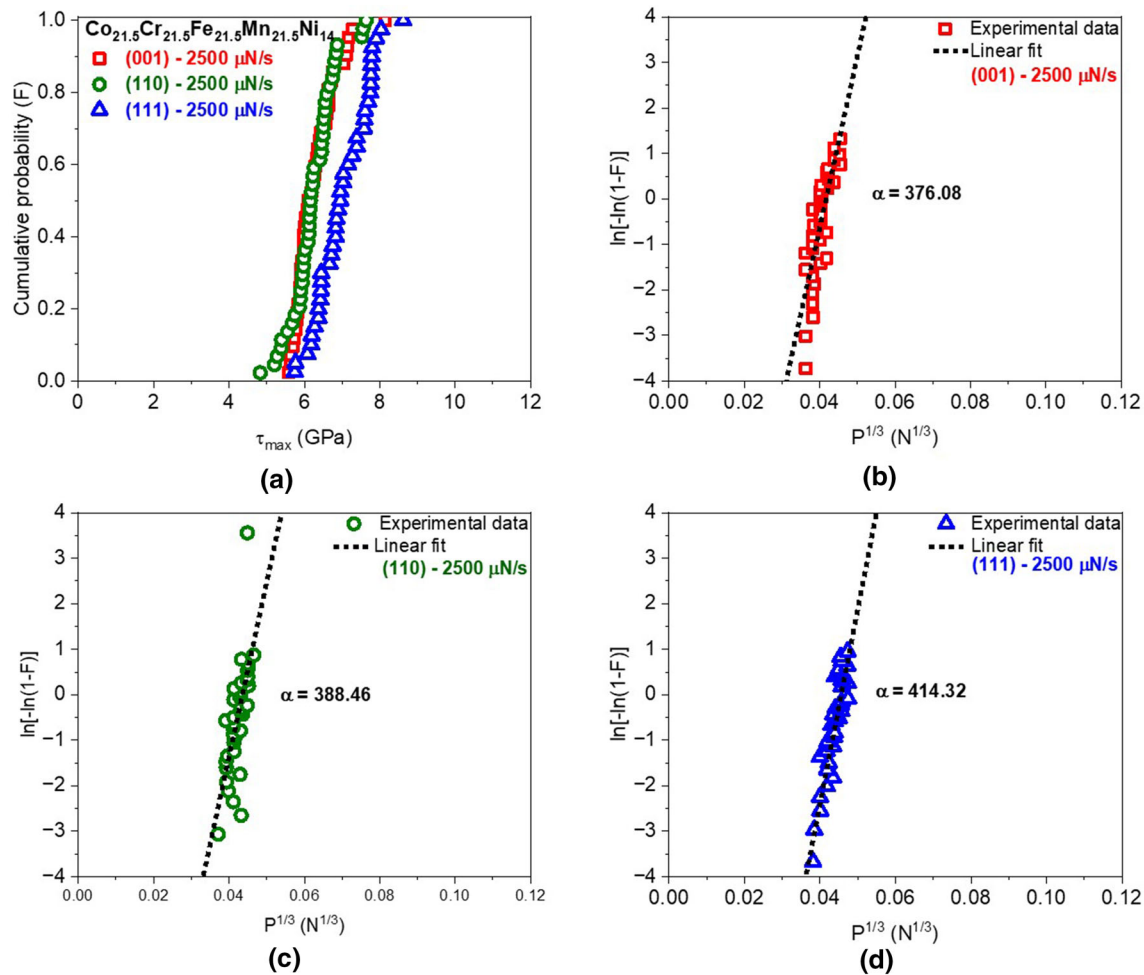 Co21.5Cr21.5Fe21.5Mn21.5Ni14
(001) - 2500 μN/s
(110) - 2500 μN/s
(111) - 2500 μN/s
Cumulative probability (F)
1.0
0.8
0.6
0.4
0.2
0.0
0 2 4 6 8 10 12
τmax (GPa)
(a)
Experimental data
Linear fit
(001) - 2500 μN/s
α = 376.08
ln[-ln(1-F)]
4
3
2
1
0
−1
−2
−3
−4
0.00 0.02 0.04 0.06 0.08 0.10 0.12
P1/3 (N1/3)
(b)
Experimental data
Linear fit
(110) - 2500 μN/s
α = 388.46
ln[-ln(1-F)]
4
3
2
1
0
−1
−2
−3
−4
0.00 0.02 0.04 0.06 0.08 0.10 0.12
P1/3 (N1/3)
(c)
Experimental data
Linear fit
(111) - 2500 μN/s
α = 414.32
ln[-ln(1-F)]
4
3
2
1
0
−1
−2
−3
−4
0.00 0.02 0.04 0.06 0.08 0.10 0.12
P1/3 (N1/3)
(d)